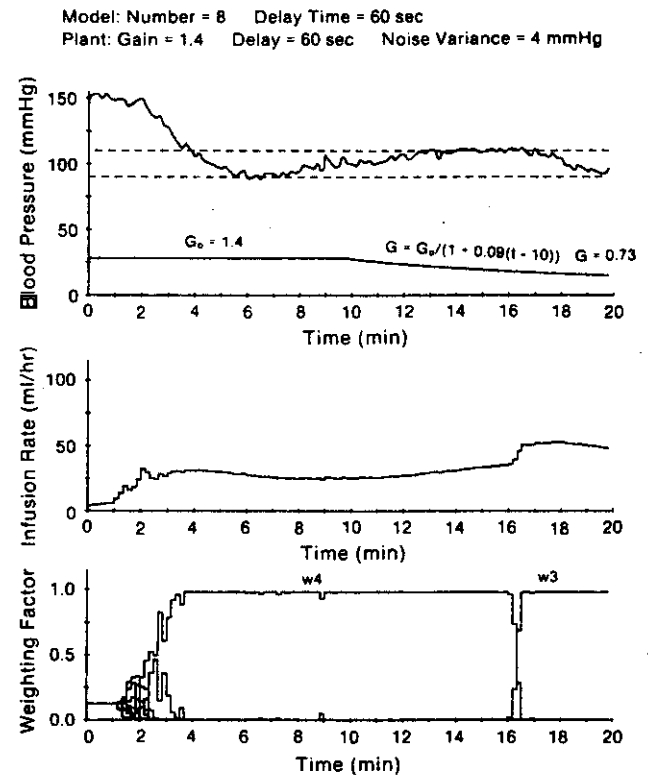 Model: Number = 8 Delay Time = 60 sec
Plant: Gain = 1.4 Delay = 60 sec Noise Variance = 4 mmHg
Blood Pressure (mmHg)
150
100
50
0
G₀ = 1.4
G = G₀/(1 + 0.09(t - 10)) G = 0.73
0 2 4 6 8 10 12 14 16 18 20
Time (min)
Infusion Rate (ml/hr)
100
50
0
0 2 4 6 8 10 12 14 16 18 20
Time (min)
Weighting Factor
1.0
0.5
0.0
w4
w3
0 2 4 6 8 10 12 14 16 18 20
Time (min)